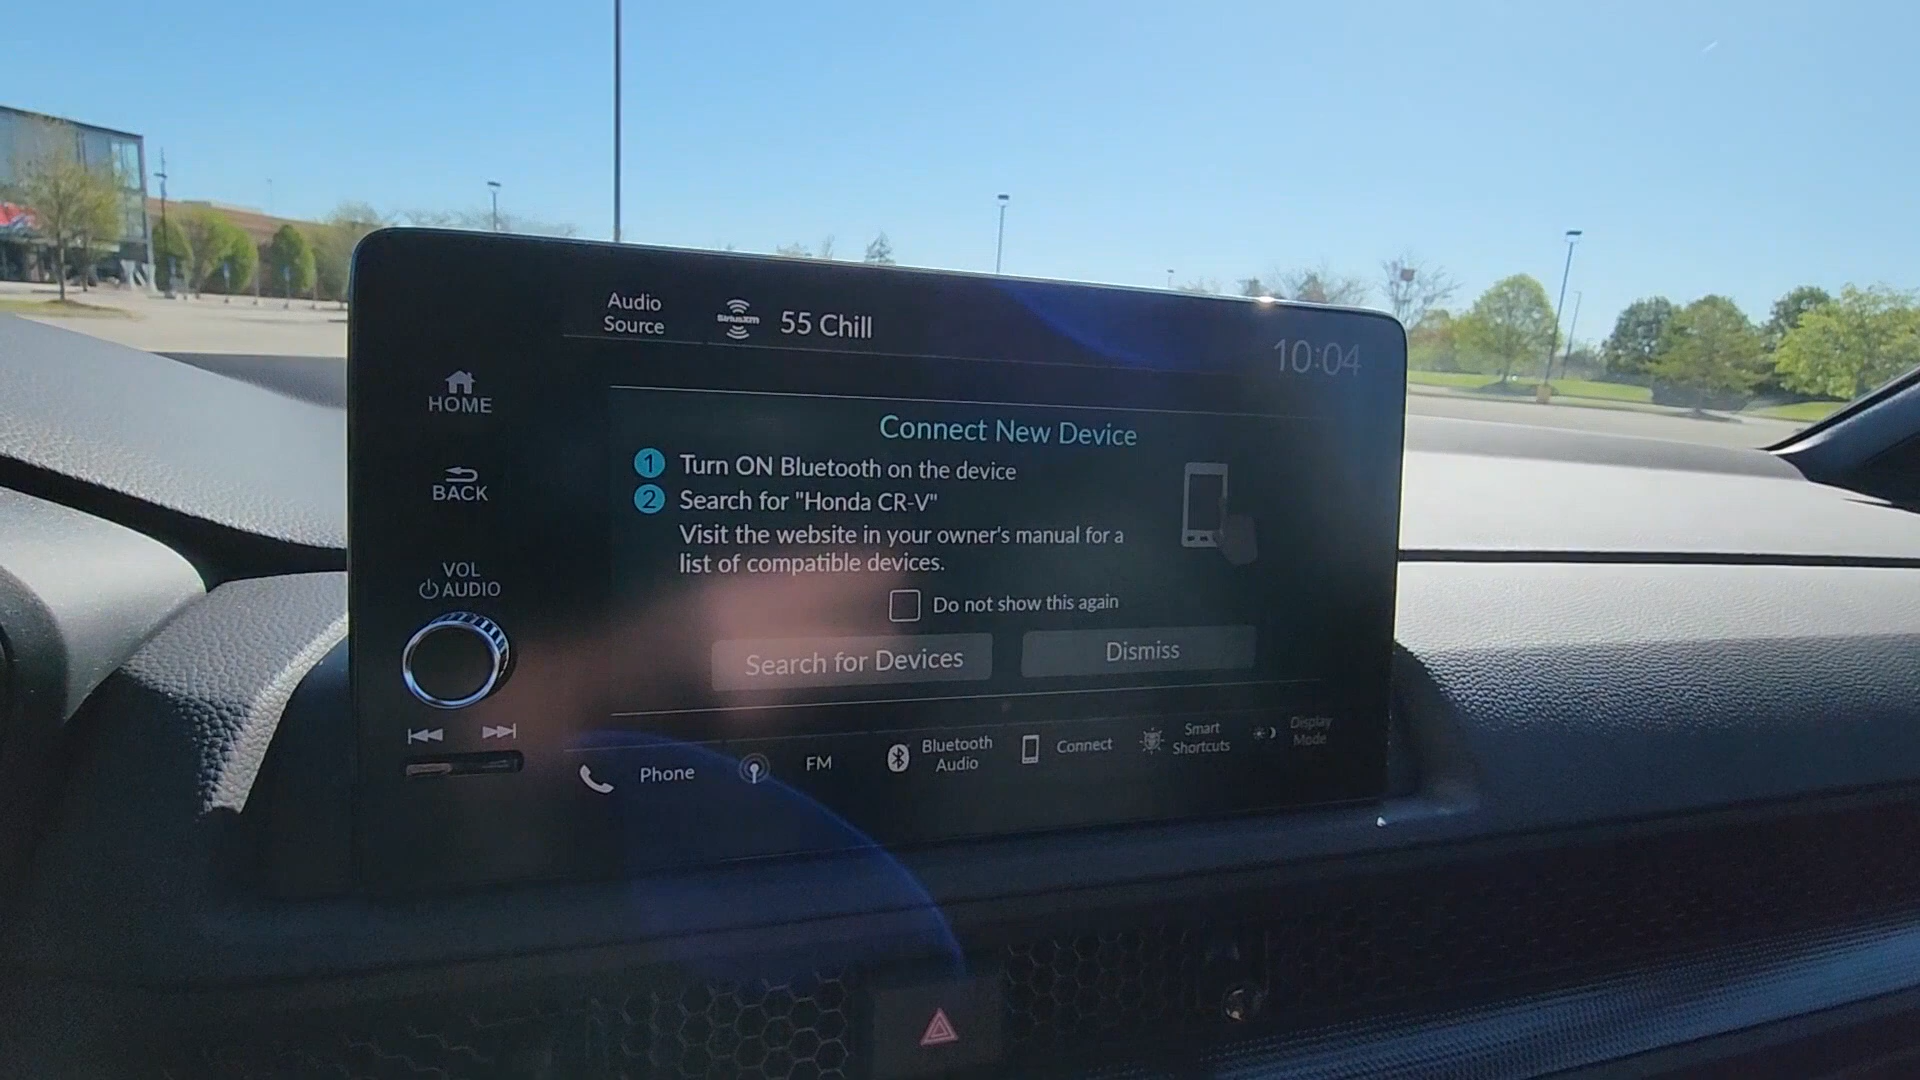 Audio
Source
SiriusXM
55 Chill
10:04
HOME
BACK
VOL
AUDIO
Connect New Device
1 Turn ON Bluetooth on the device
2 Search for "Honda CR-V"
Visit the website in your owner's manual for a
list of compatible devices.
Do not show this again
Search for Devices
Dismiss
Phone
FM
Bluetooth
Audio
Connect
Smart
Shortcuts
Display
Mode